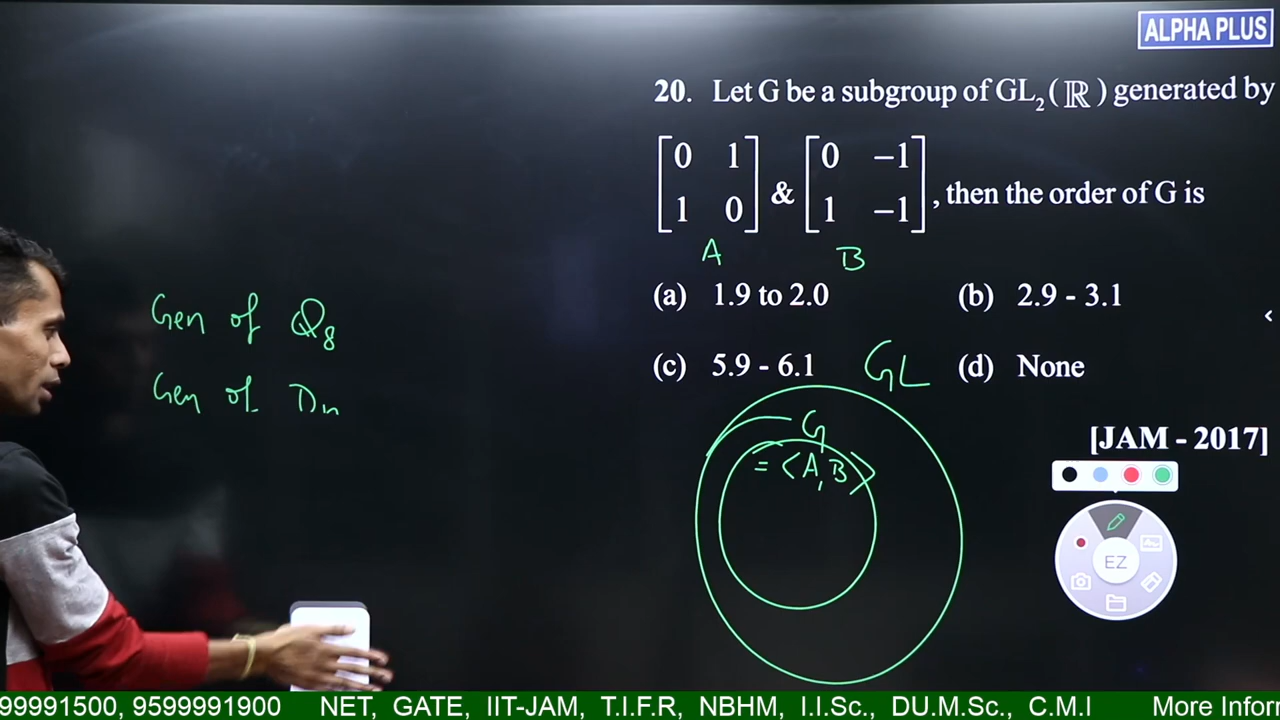 ALPHA PLUS
20. Let G be a subgroup of GL₂(ℝ) generated by
[0 1
1 0] & [0 −1
1 −1], then the order of G is
A B
(a) 1.9 to 2.0 (b) 2.9 - 3.1
(c) 5.9 - 6.1 (d) None
GL
[JAM - 2017]
G
= <A, B>
Gen of Q₈
Gen of Dₙ
EZ
99991500, 9599991900 NET, GATE, IIT-JAM, T.I.F.R, NBHM, I.I.Sc., DU.M.Sc., C.M.I More Infor